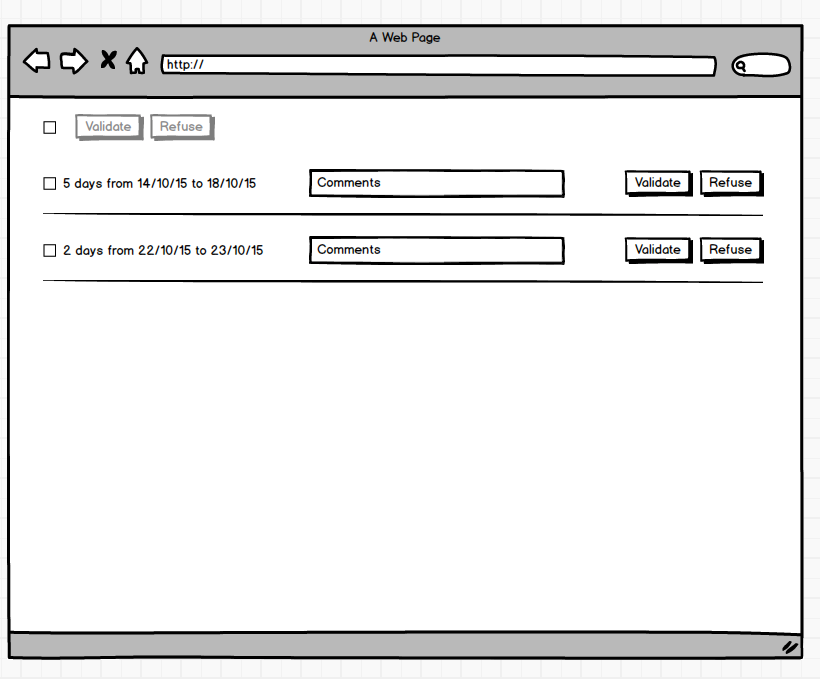 A Web Page
http://
Validate Refuse
5 days from 14/10/15 to 18/10/15 Comments Validate Refuse
2 days from 22/10/15 to 23/10/15 Comments Validate Refuse